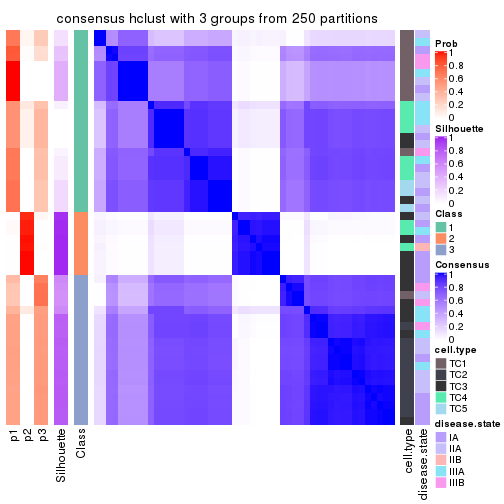 consensus hclust with 3 groups from 250 partitions
Prob
1
0.8
0.6
0.4
0.2
0
Silhouette
1
0.8
0.6
0.4
0.2
0
Class
1
2
3
Consensus
1
0.8
0.6
0.4
0.2
0
cell.type
TC1
TC2
TC3
TC4
TC5
disease.state
IA
IIA
IIB
IIIA
IIIB
p1
p2
p3
Silhouette
Class
cell.type
disease.state